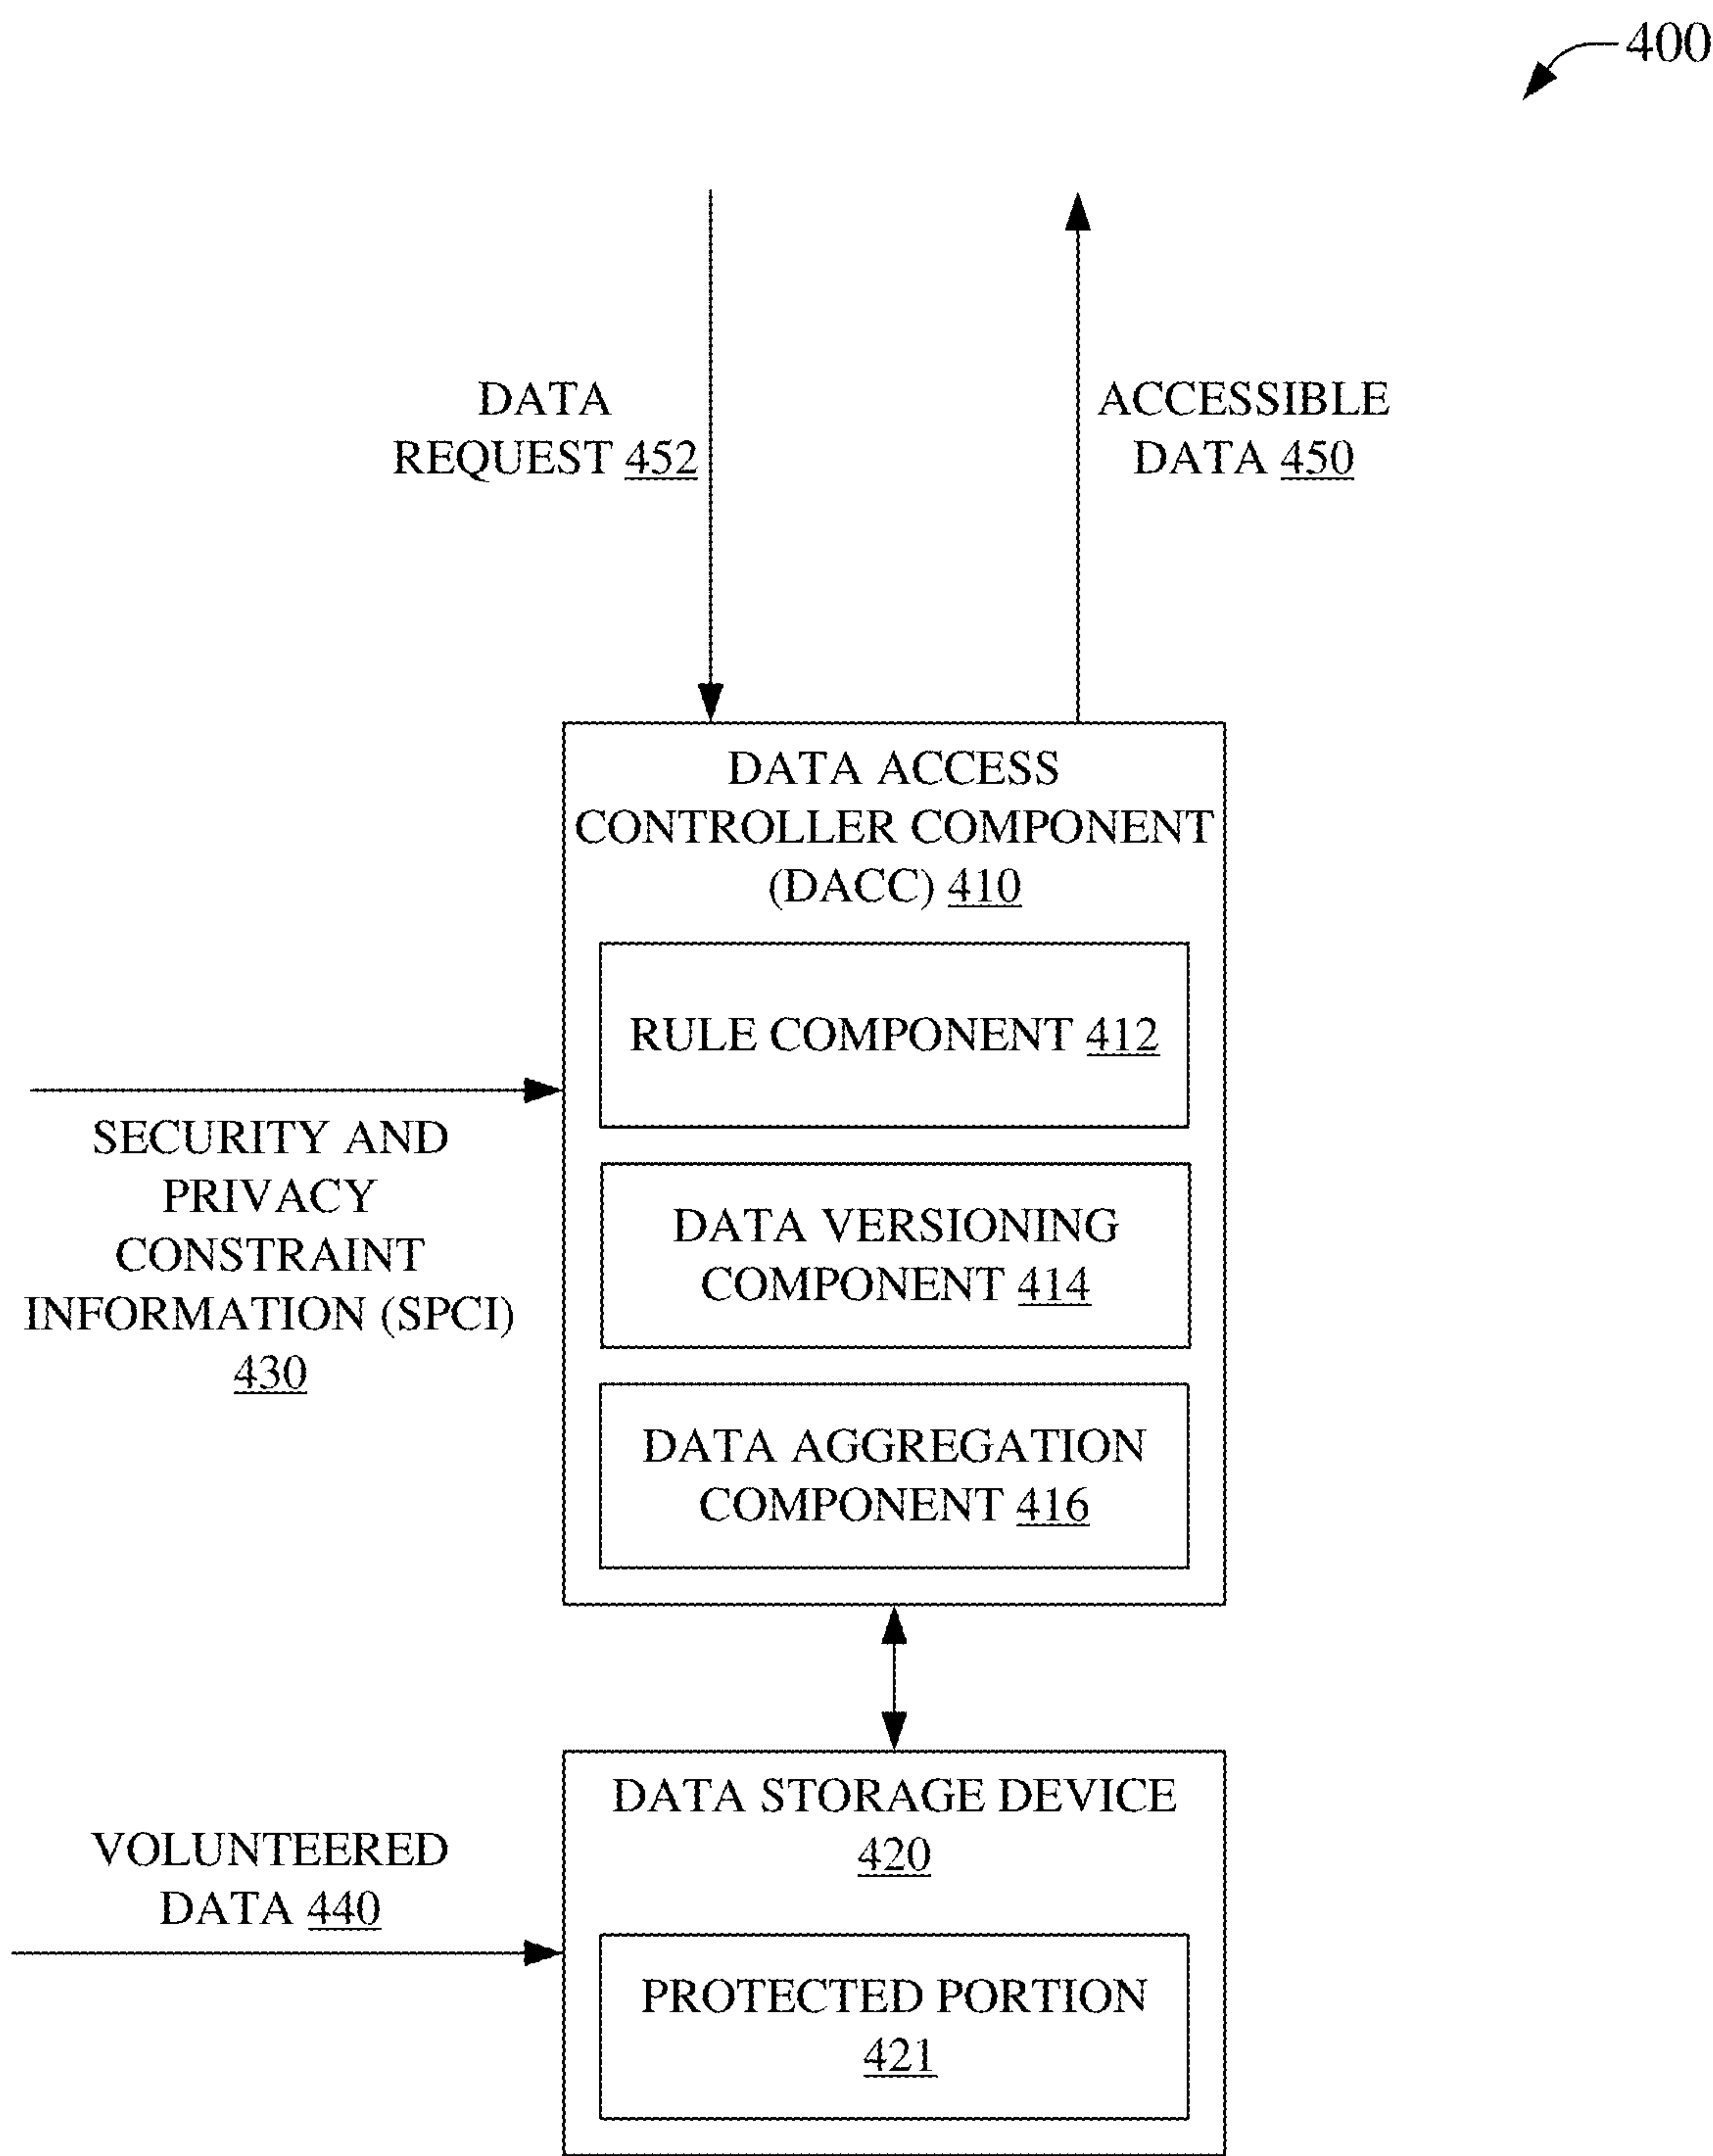 400
DATA
REQUEST 452
ACCESSIBLE
DATA 450
DATA ACCESS
CONTROLLER COMPONENT
(DACC) 410
RULE COMPONENT 412
SECURITY AND
PRIVACY
CONSTRAINT
INFORMATION (SPCI)
430
DATA VERSIONING
COMPONENT 414
DATA AGGREGATION
COMPONENT 416
DATA STORAGE DEVICE
420
VOLUNTEERED
DATA 440
PROTECTED PORTION
421